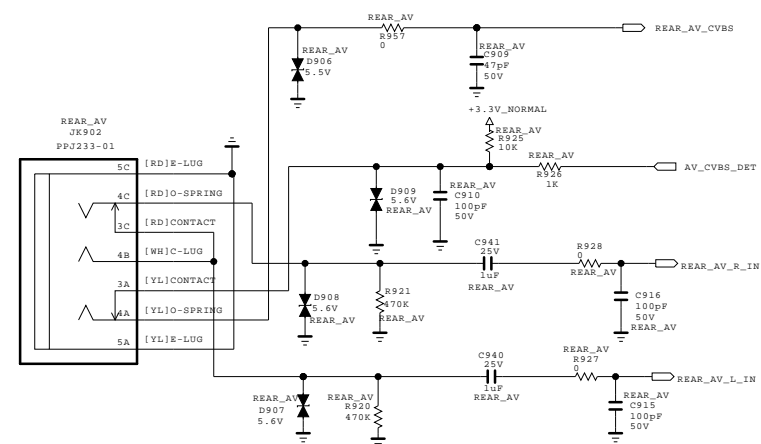 REAR_AV
R957
0
REAR_AV_CVBS
REAR_AV
D906
5.5V
REAR_AV
C909
47pF
50V
+3.3V_NORMAL
REAR_AV
R925
10K
REAR_AV
R926
1K
AV_CVBS_DET
REAR_AV
JK902
PPJ233-01
5C
[RD]E-LUG
4C
[RD]O-SPRING
3C
[RD]CONTACT
4B
[WH]C-LUG
3A
[YL]CONTACT
4A
[YL]O-SPRING
5A
[YL]E-LUG
D909
5.6V
REAR_AV
REAR_AV
C910
100pF
50V
C941
25V
1uF
REAR_AV
R928
0
REAR_AV
REAR_AV_R_IN
D908
5.6V
REAR_AV
R921
470K
REAR_AV
C916
100pF
50V
REAR_AV
C940
25V
1uF
REAR_AV
REAR_AV
R927
0
REAR_AV_L_IN
REAR_AV
D907
5.6V
REAR_AV
R920
470K
REAR_AV
C915
100pF
50V